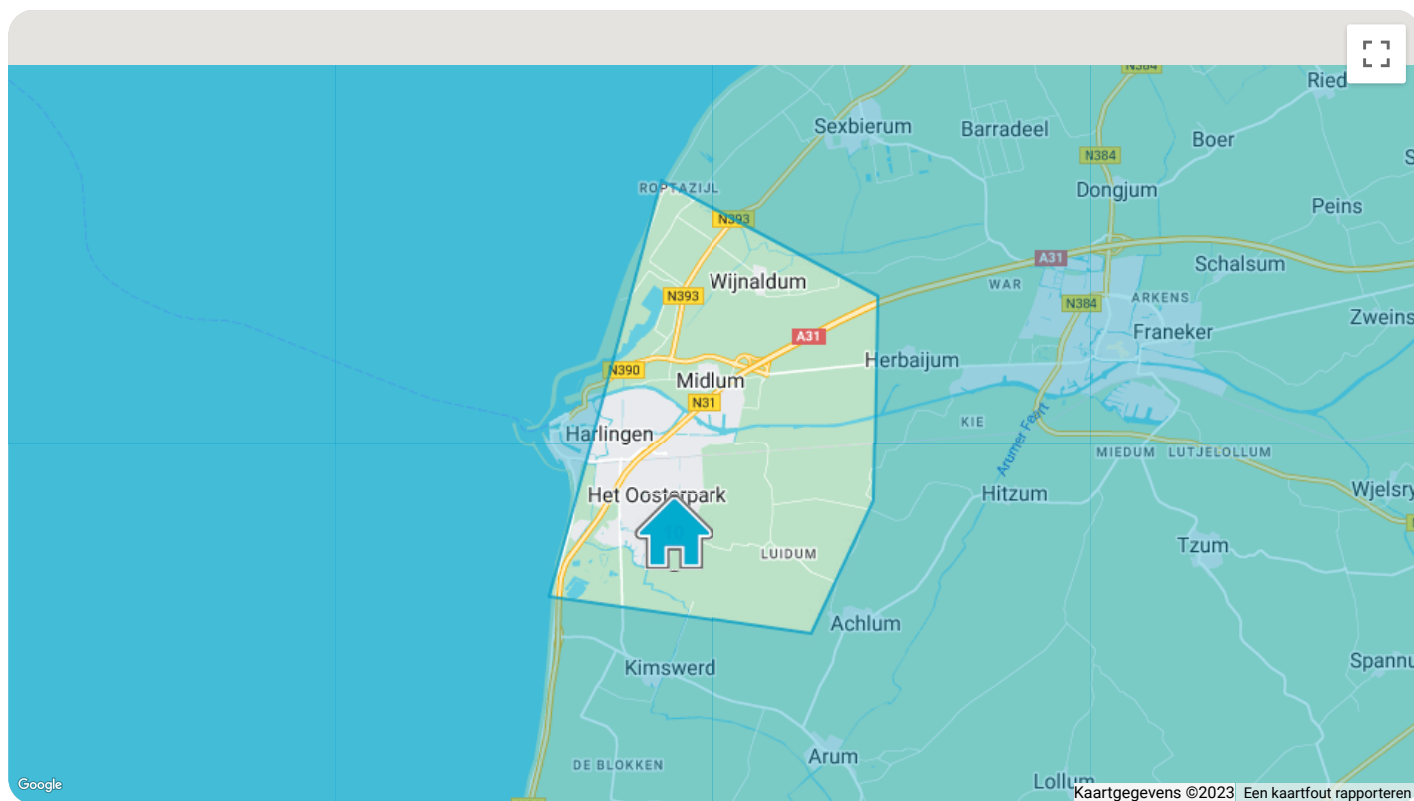 N384
Ried
Sexbierum
Barradeel
Boer
N384
S
ROPTAZIJL
Dongjum
Peins
N393
A31
Schalsum
Wijnaldum
WAR
N393
N384
ARKENS
Zweins
Franeker
A31
Herbaijum
N390
Midlum
N31
KIE
Harlingen
Arumer Feart
MIEDUM
LUTJELOLLUM
Het Oosterpark
Hitzum
Wjelsry
LUIDUM
Tzum
Achlum
Kimswerd
Spannu
Arum
DE BLOKKEN
Lollum
Google
Kaartgegevens ©2023
Een kaartfout rapporteren